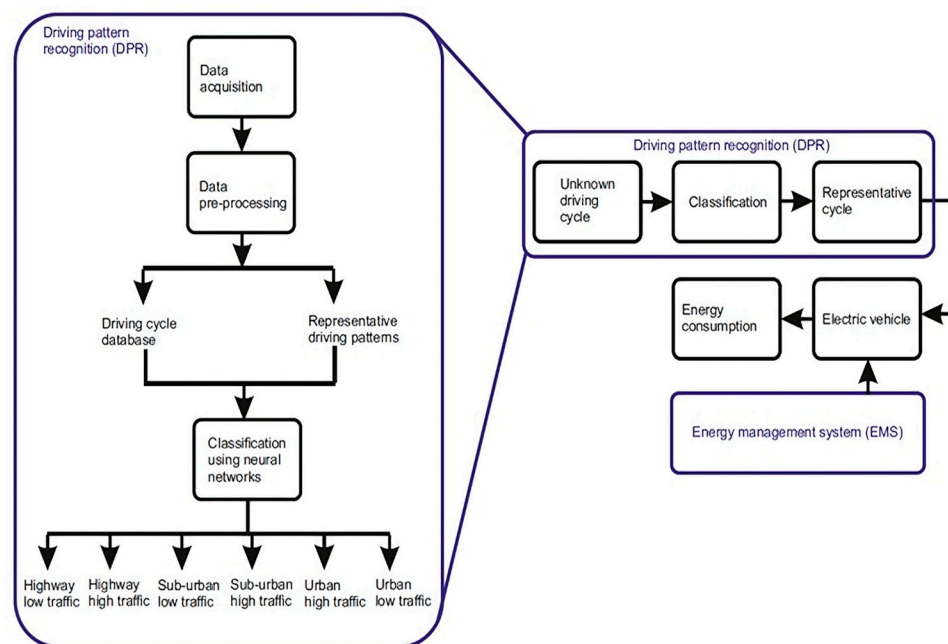 Driving pattern
recognition (DPR)
Data
acquisition
Data
pre-processing
Driving cycle
database
Representative
driving patterns
Classification
using neural
networks
Highway
low traffic
Highway
high traffic
Sub-urban
low traffic
Sub-urban
high traffic
Urban
high traffic
Urban
low traffic
Driving pattern recognition (DPR)
Unknown
driving
cycle
Classification
Representative
cycle
Energy
consumption
Electric vehicle
Energy management system (EMS)